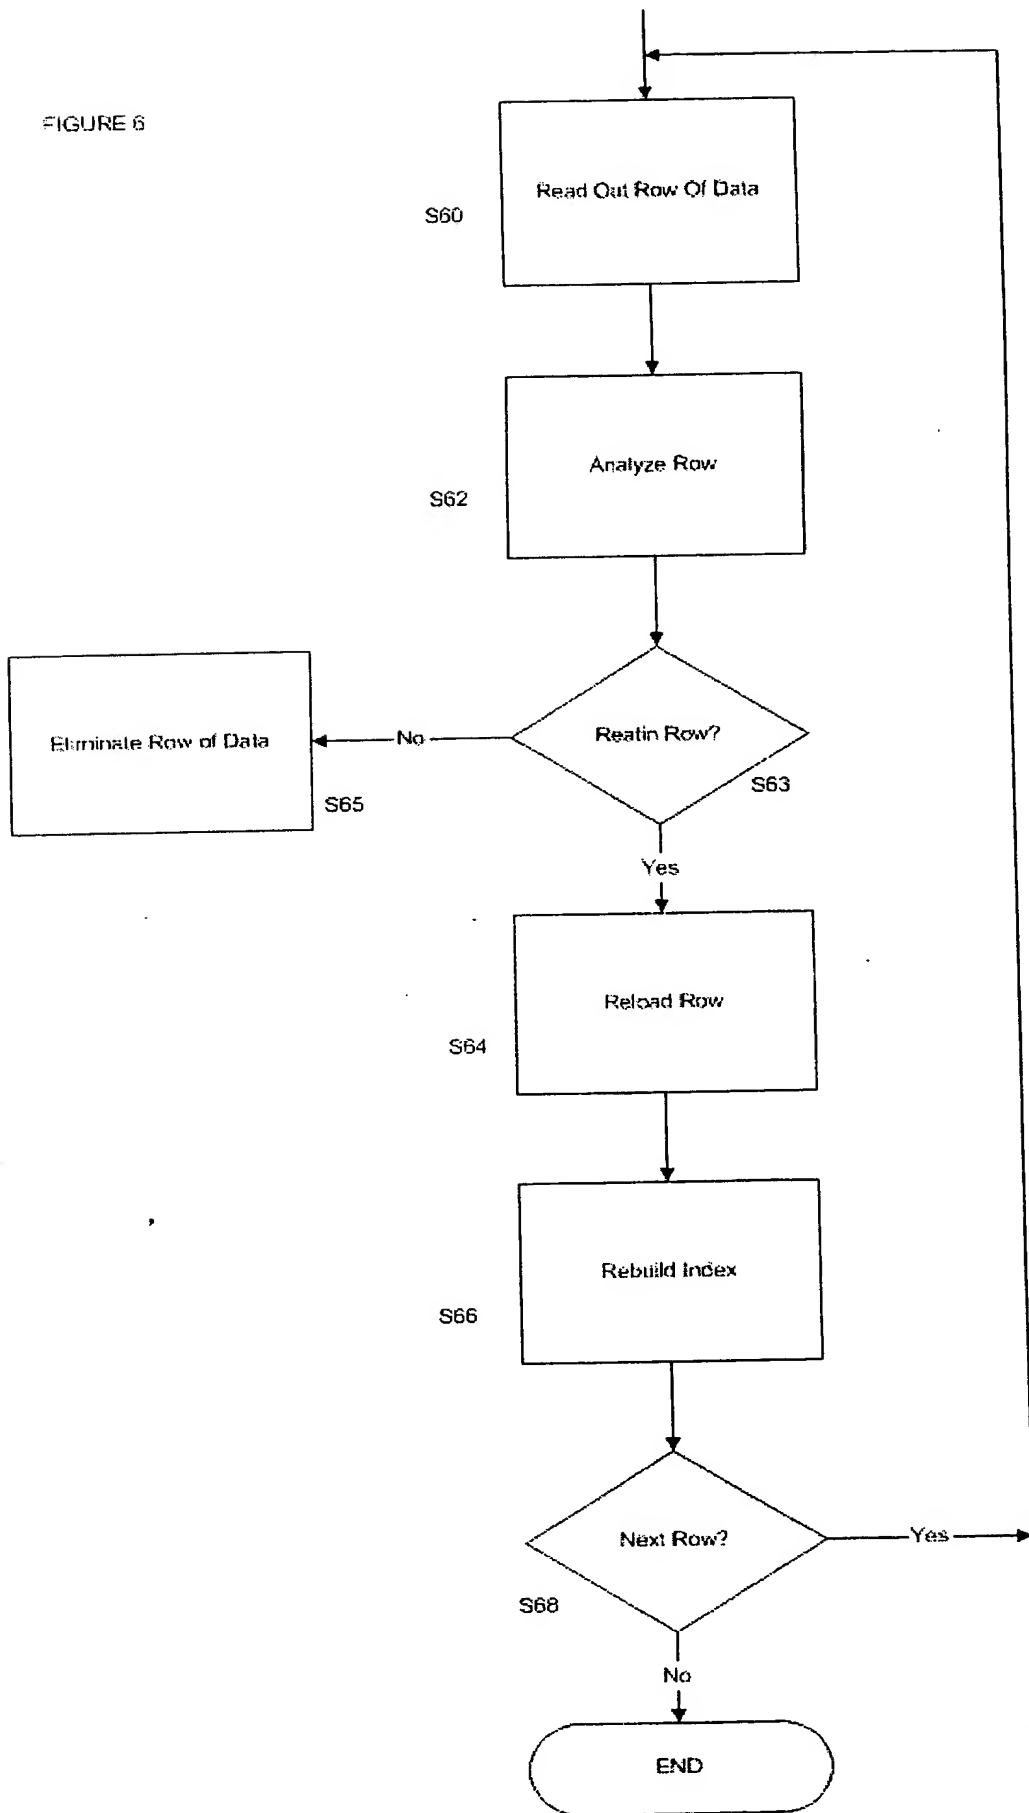 FIGURE 6
Read Out Row Of Data
S60
Analyze Row
S62
Reatin Row?
S63
No
Eliminate Row of Data
S65
Yes
Reload Row
S64
Rebuild Index
S66
Next Row?
S68
Yes
No
END